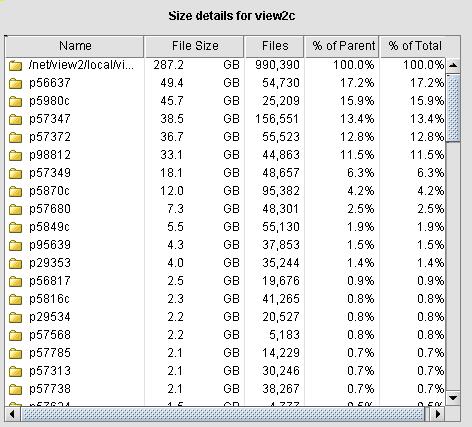 Size details for view2c
Name File Size Files % of Parent % of Total
/net/view2/local/vi... 287.2 GB 990,390 100.0% 100.0%
p56637 49.4 GB 54,730 17.2% 17.2%
p5980c 45.7 GB 25,209 15.9% 15.9%
p57347 38.5 GB 156,551 13.4% 13.4%
p57372 36.7 GB 55,523 12.8% 12.8%
p98812 33.1 GB 44,863 11.5% 11.5%
p57349 18.1 GB 48,657 6.3% 6.3%
p5870c 12.0 GB 95,382 4.2% 4.2%
p57680 7.3 GB 48,301 2.5% 2.5%
p5849c 5.5 GB 55,130 1.9% 1.9%
p95639 4.3 GB 37,853 1.5% 1.5%
p29353 4.0 GB 35,244 1.4% 1.4%
p56817 2.5 GB 19,676 0.9% 0.9%
p5816c 2.3 GB 41,265 0.8% 0.8%
p29534 2.2 GB 20,527 0.8% 0.8%
p57568 2.2 GB 5,183 0.8% 0.8%
p57785 2.1 GB 14,229 0.7% 0.7%
p57313 2.1 GB 30,246 0.7% 0.7%
p57738 2.1 GB 38,267 0.7% 0.7%